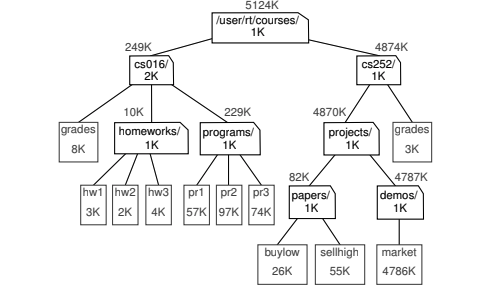 5124K
/user/rt/courses/
1K
249K
4874K
cs016/
2K
cs252/
1K
10K
229K
4870K
grades
8K
homeworks/
1K
programs/
1K
projects/
1K
grades
3K
82K
4787K
hw1
3K
hw2
2K
hw3
4K
pr1
57K
pr2
97K
pr3
74K
papers/
1K
demos/
1K
buylow
26K
sellhigh
55K
market
4786K